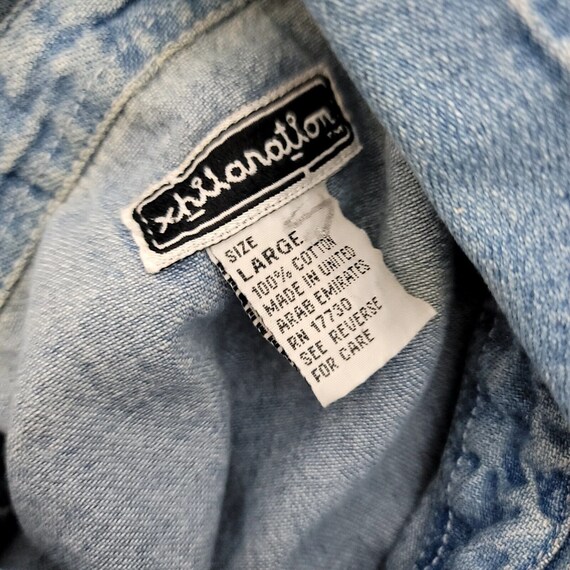 xhilaration
SIZE
LARGE
100% COTTON
MADE IN UNITED
ARAB EMIRATES
RN 17730
SEE REVERSE
FOR CARE